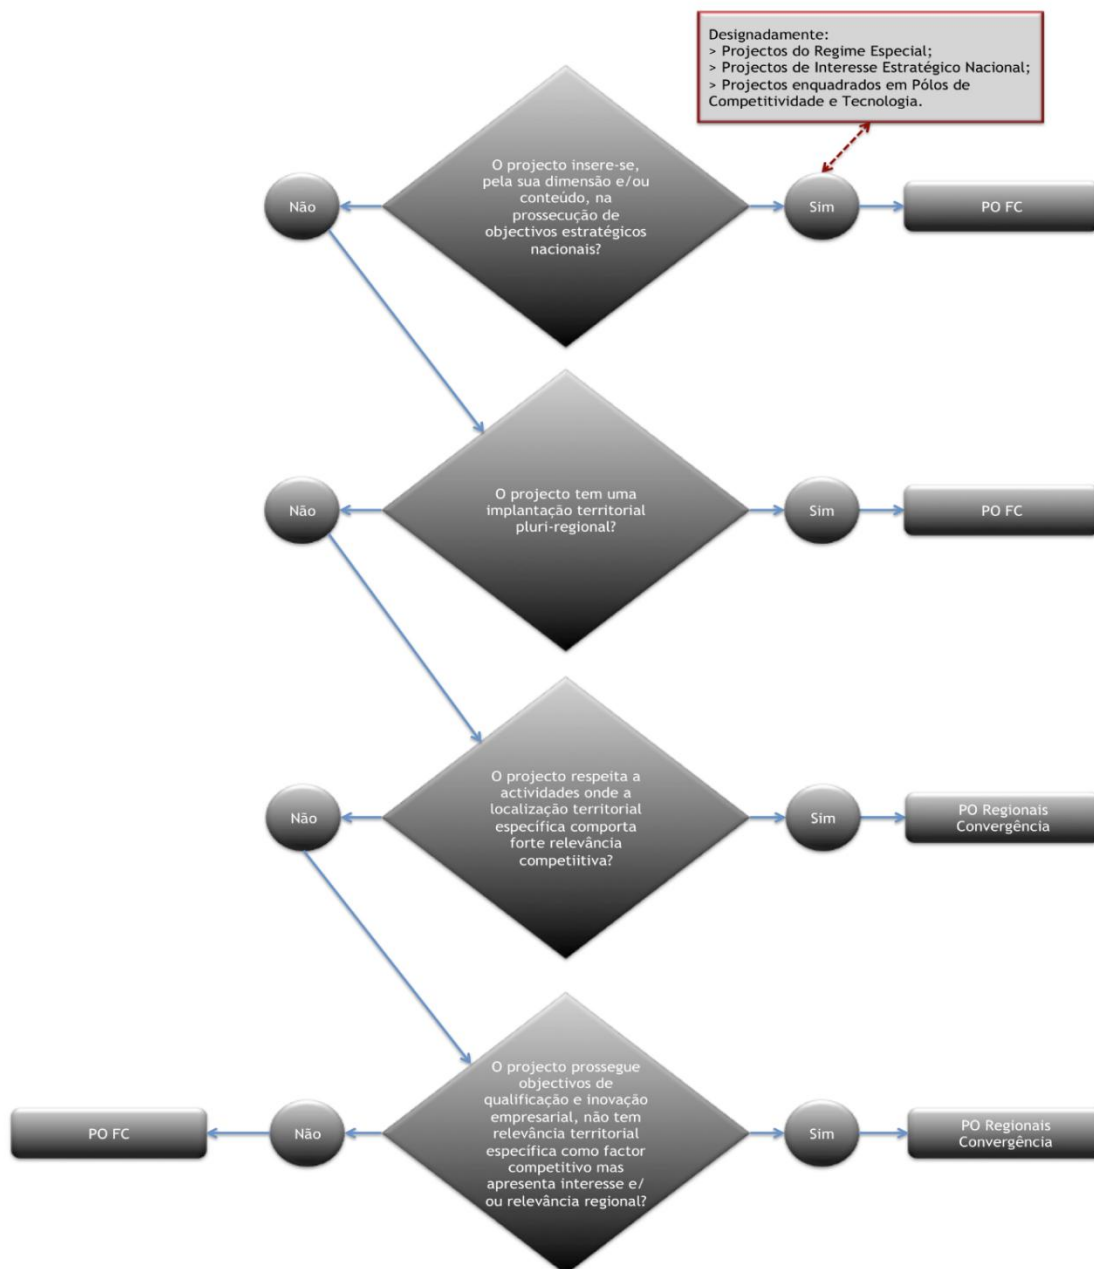 Designadamente:
> Projectos do Regime Especial;
> Projectos de Interesse Estratégico Nacional;
> Projectos enquadrados em Pólos de
Competitividade e Tecnologia.
O projecto insere-se,
pela sua dimensão e/ou
conteúdo, na
prossecução de
objectivos estratégicos
nacionais?
Não
Sim
PO FC
O projecto tem uma
implantação territorial
pluri-regional?
Não
Sim
PO FC
O projecto respeita a
actividades onde a
localização territorial
específica comporta
forte relevância
competiitiva?
Não
Sim
PO Regionais
Convergência
O projecto prossegue
objectivos de
qualificação e inovação
empresarial, não tem
relevância territorial
específica como factor
competitivo mas
apresenta interesse e/
ou relevância regional?
PO FC
Não
Sim
PO Regionais
Convergência